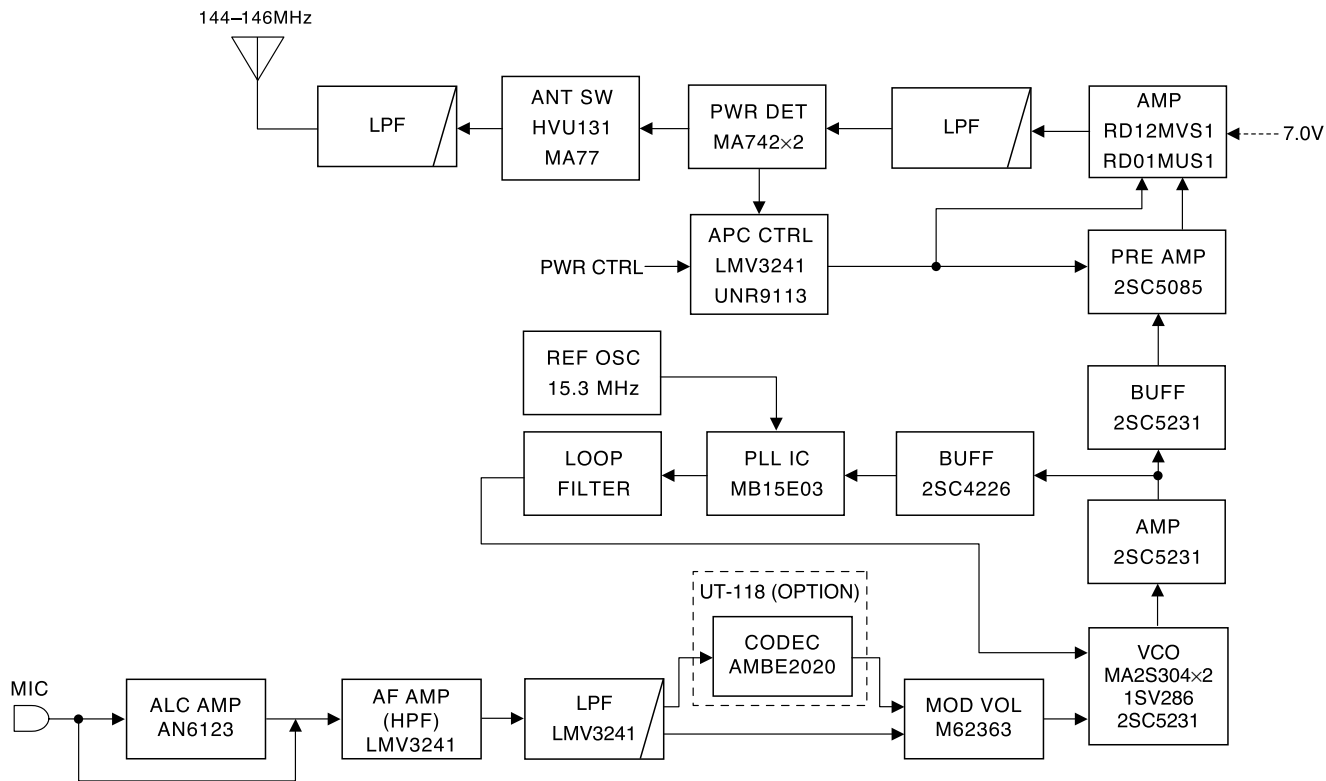 144–146MHz
LPF
ANT SW
HVU131
MA77
PWR DET
MA742×2
LPF
AMP
RD12MVS1
RD01MUS1
7.0V
PWR CTRL
APC CTRL
LMV3241
UNR9113
PRE AMP
2SC5085
REF OSC
15.3 MHz
BUFF
2SC5231
LOOP
FILTER
PLL IC
MB15E03
BUFF
2SC4226
AMP
2SC5231
UT-118 (OPTION)
CODEC
AMBE2020
VCO
MA2S304×2
1SV286
2SC5231
MIC
ALC AMP
AN6123
AF AMP
(HPF)
LMV3241
LPF
LMV3241
MOD VOL
M62363